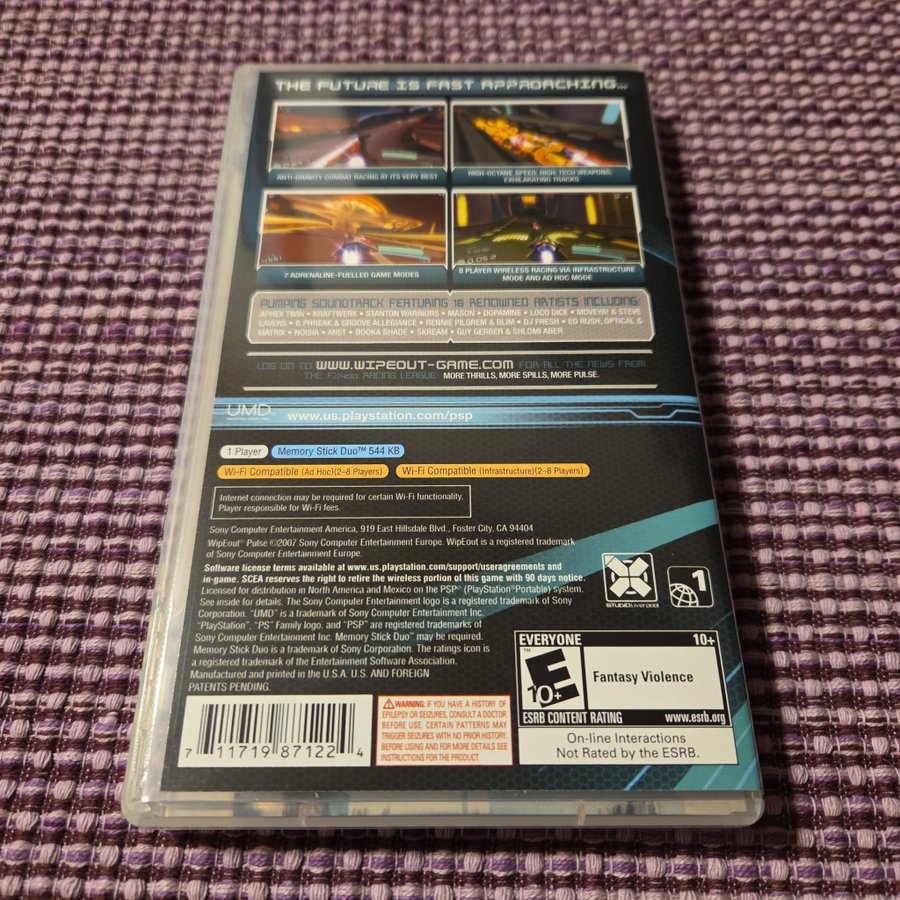 THE FUTURE IS FAST APPROACHING...
ANTI-GRAVITY COMBAT RACING AT ITS VERY BEST
HIGH-OCTANE SPEED, HIGH-TECH WEAPONS,
EXHILARATING TRACKS
7 ADRENALINE-FUELLED GAME MODES
8 PLAYER WIRELESS RACING VIA INFRASTRUCTURE
MODE AND AD HOC MODE
PUMPING SOUNDTRACK FEATURING 16 RENOWNED ARTISTS INCLUDING:
APHEX TWIN • KRAFTWERK • STANTON WARRIORS • MASON • DOPAMINE • LOCO DICE • MOVEYA! & STEVE
LAVERS • B PHREAK & GROOVE ALLEGIANCE • RENNIE PILGREM & BLIM • DJ FRESH • ED RUSH, OPTICAL &
MATRIX • NOISIA • MIST • BOOKA SHADE • SKREAM • GUY GERBER & SHLOMI ABER
LOG ON TO WWW.WIPEOUT-GAME.COM FOR ALL THE NEWS FROM
THE FX400 RACING LEAGUE. MORE THRILLS, MORE SPILLS, MORE PULSE.
UMD
www.us.playstation.com/psp
1 Player
Memory Stick Duo™ 544 KB
Wi-Fi Compatible (Ad Hoc)(2–8 Players)
Wi-Fi Compatible (Infrastructure)(2–8 Players)
Internet connection may be required for certain Wi-Fi functionality.
Player responsible for Wi-Fi fees.
Sony Computer Entertainment America, 919 East Hillsdale Blvd., Foster City, CA 94404
WipEout® Pulse ©2007 Sony Computer Entertainment Europe. WipEout is a registered trademark
of Sony Computer Entertainment Europe.
Software license terms available at www.us.playstation.com/support/useragreements and
in-game. SCEA reserves the right to retire the wireless portion of this game with 90 days notice.
Licensed for distribution in North America and Mexico on the PSP® (PlayStation®Portable) system.
See inside for details. The Sony Computer Entertainment logo is a registered trademark of Sony
Corporation. "UMD" is a trademark of Sony Computer Entertainment Inc.
"PlayStation", "PS" Family logo, and "PSP" are registered trademarks of
Sony Computer Entertainment Inc. Memory Stick Duo™ may be required.
Memory Stick Duo is a trademark of Sony Corporation. The ratings icon is
a registered trademark of the Entertainment Software Association.
Manufactured and printed in the U.S.A. U.S. AND FOREIGN
PATENTS PENDING.
STUDIO Liverpool
1
EVERYONE 10+
E
10+
Fantasy Violence
ESRB CONTENT RATING www.esrb.org
On-line Interactions
Not Rated by the ESRB.
7 11719 87122 4
WARNING: IF YOU HAVE A HISTORY OF
EPILEPSY OR SEIZURES, CONSULT A DOCTOR
BEFORE USE. CERTAIN PATTERNS MAY
TRIGGER SEIZURES WITH NO PRIOR HISTORY.
BEFORE USING AND FOR MORE DETAILS SEE
INSTRUCTIONS FOR THE PRODUCT.